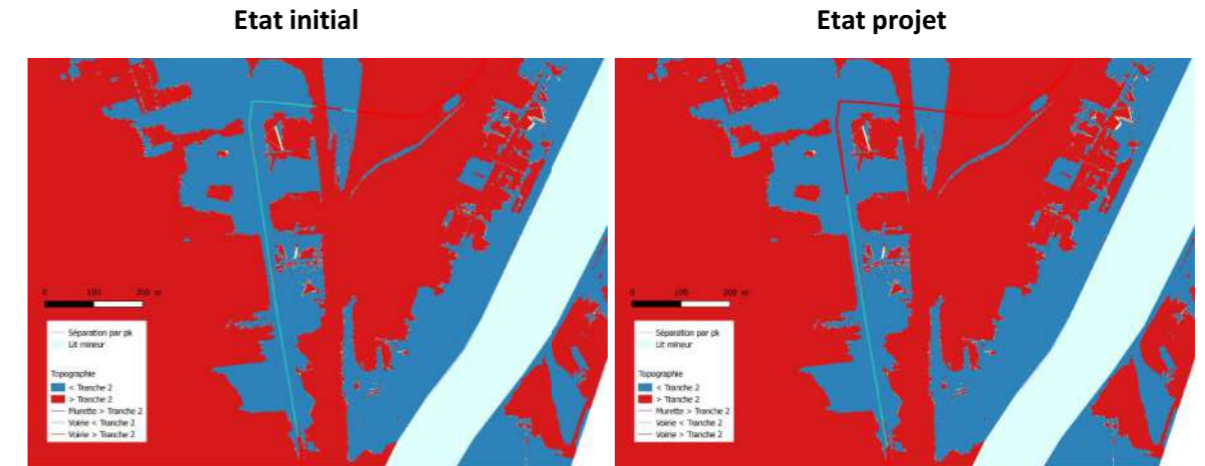 Etat initial
Etat projet
0 100 200 m
Séparation par pk
Lit mineur
Topographie
< Tranche 2
> Tranche 2
Murette > Tranche 2
Voirie < Tranche 2
Voirie > Tranche 2
0 100 200 m
Séparation par pk
Lit mineur
Topographie
< Tranche 2
> Tranche 2
Murette > Tranche 2
Voirie < Tranche 2
Voirie > Tranche 2